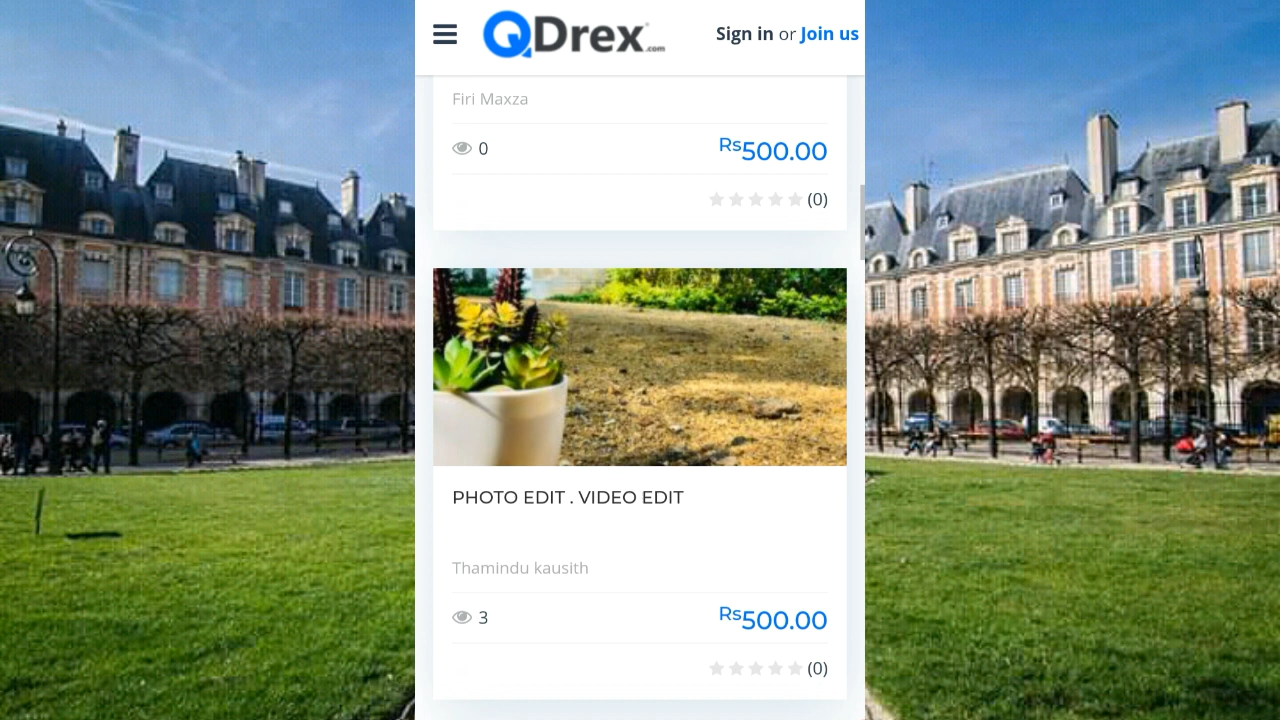 QDrex.com
Sign in or Join us
Firi Maxza
0
Rs500.00
(0)
PHOTO EDIT . VIDEO EDIT
Thamindu kausith
3
Rs500.00
(0)